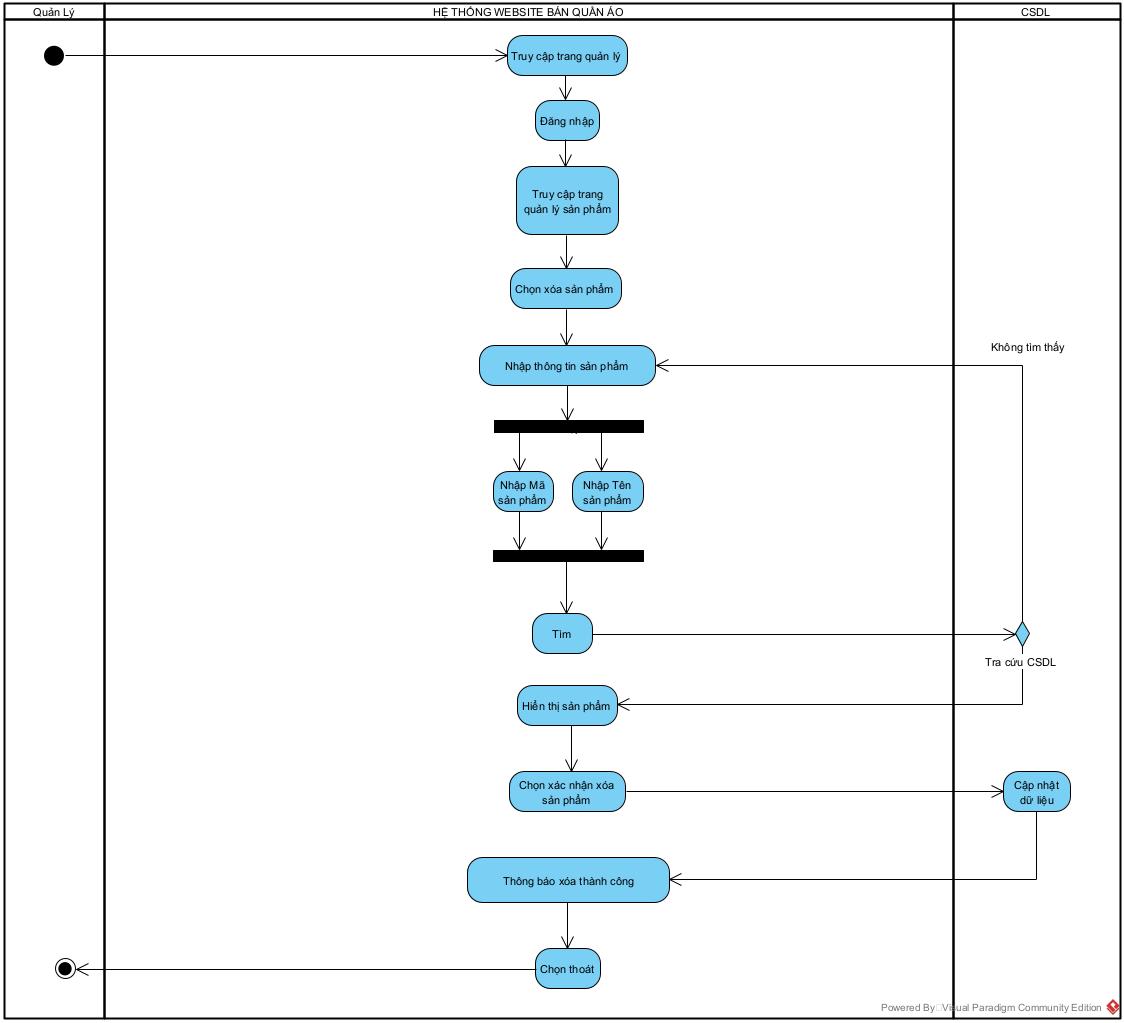 Quản Lý
HỆ THỐNG WEBSITE BÁN QUẦN ÁO
CSDL
Truy cập trang quản lý
Đăng nhập
Truy cập trang
quản lý sản phẩm
Chọn xóa sản phẩm
Không tìm thấy
Nhập thông tin sản phẩm
Nhập Mã
sản phẩm
Nhập Tên
sản phẩm
Tìm
Tra cứu CSDL
Hiển thị sản phẩm
Chọn xác nhận xóa
sản phẩm
Cập nhật
dữ liệu
Thông báo xóa thành công
Chọn thoát
Powered By Visual Paradigm Community Edition